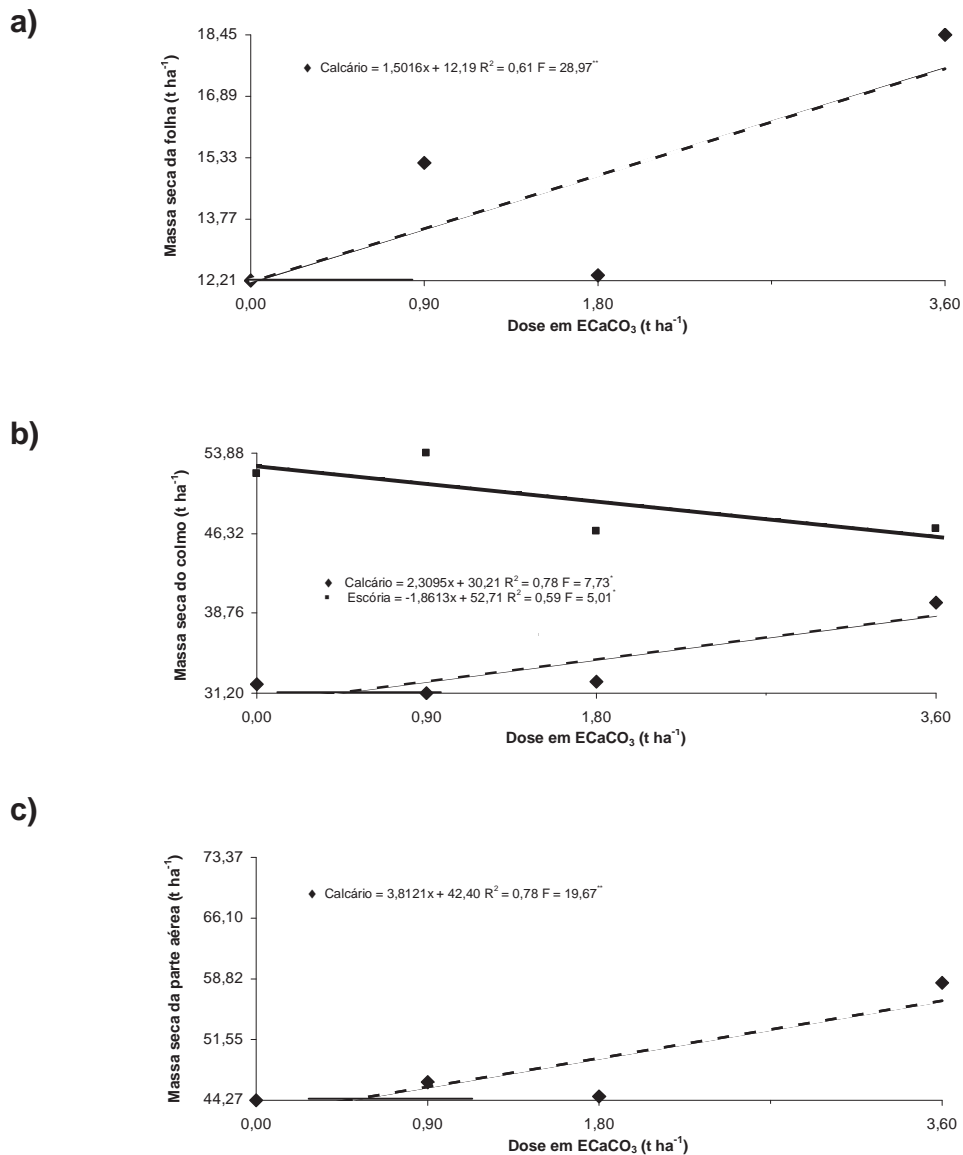 a)
Massa seca da folha (t ha⁻¹)
18,45
16,89
15,33
13,77
12,21
Calcário = 1,5016x + 12,19 R² = 0,61 F = 28,97**
0,00 0,90 1,80 3,60
Dose em ECaCO₃ (t ha⁻¹)
b)
Massa seca do colmo (t ha⁻¹)
53,88
46,32
38,76
31,20
Calcário = 2,3095x + 30,21 R² = 0,78 F = 7,73*
Escória = -1,8613x + 52,71 R² = 0,59 F = 5,01*
0,00 0,90 1,80 3,60
Dose em ECaCO₃ (t ha⁻¹)
c)
Massa seca da parte aérea (t ha⁻¹)
73,37
66,10
58,82
51,55
44,27
Calcário = 3,8121x + 42,40 R² = 0,78 F = 19,67**
0,00 0,90 1,80 3,60
Dose em ECaCO₃ (t ha⁻¹)